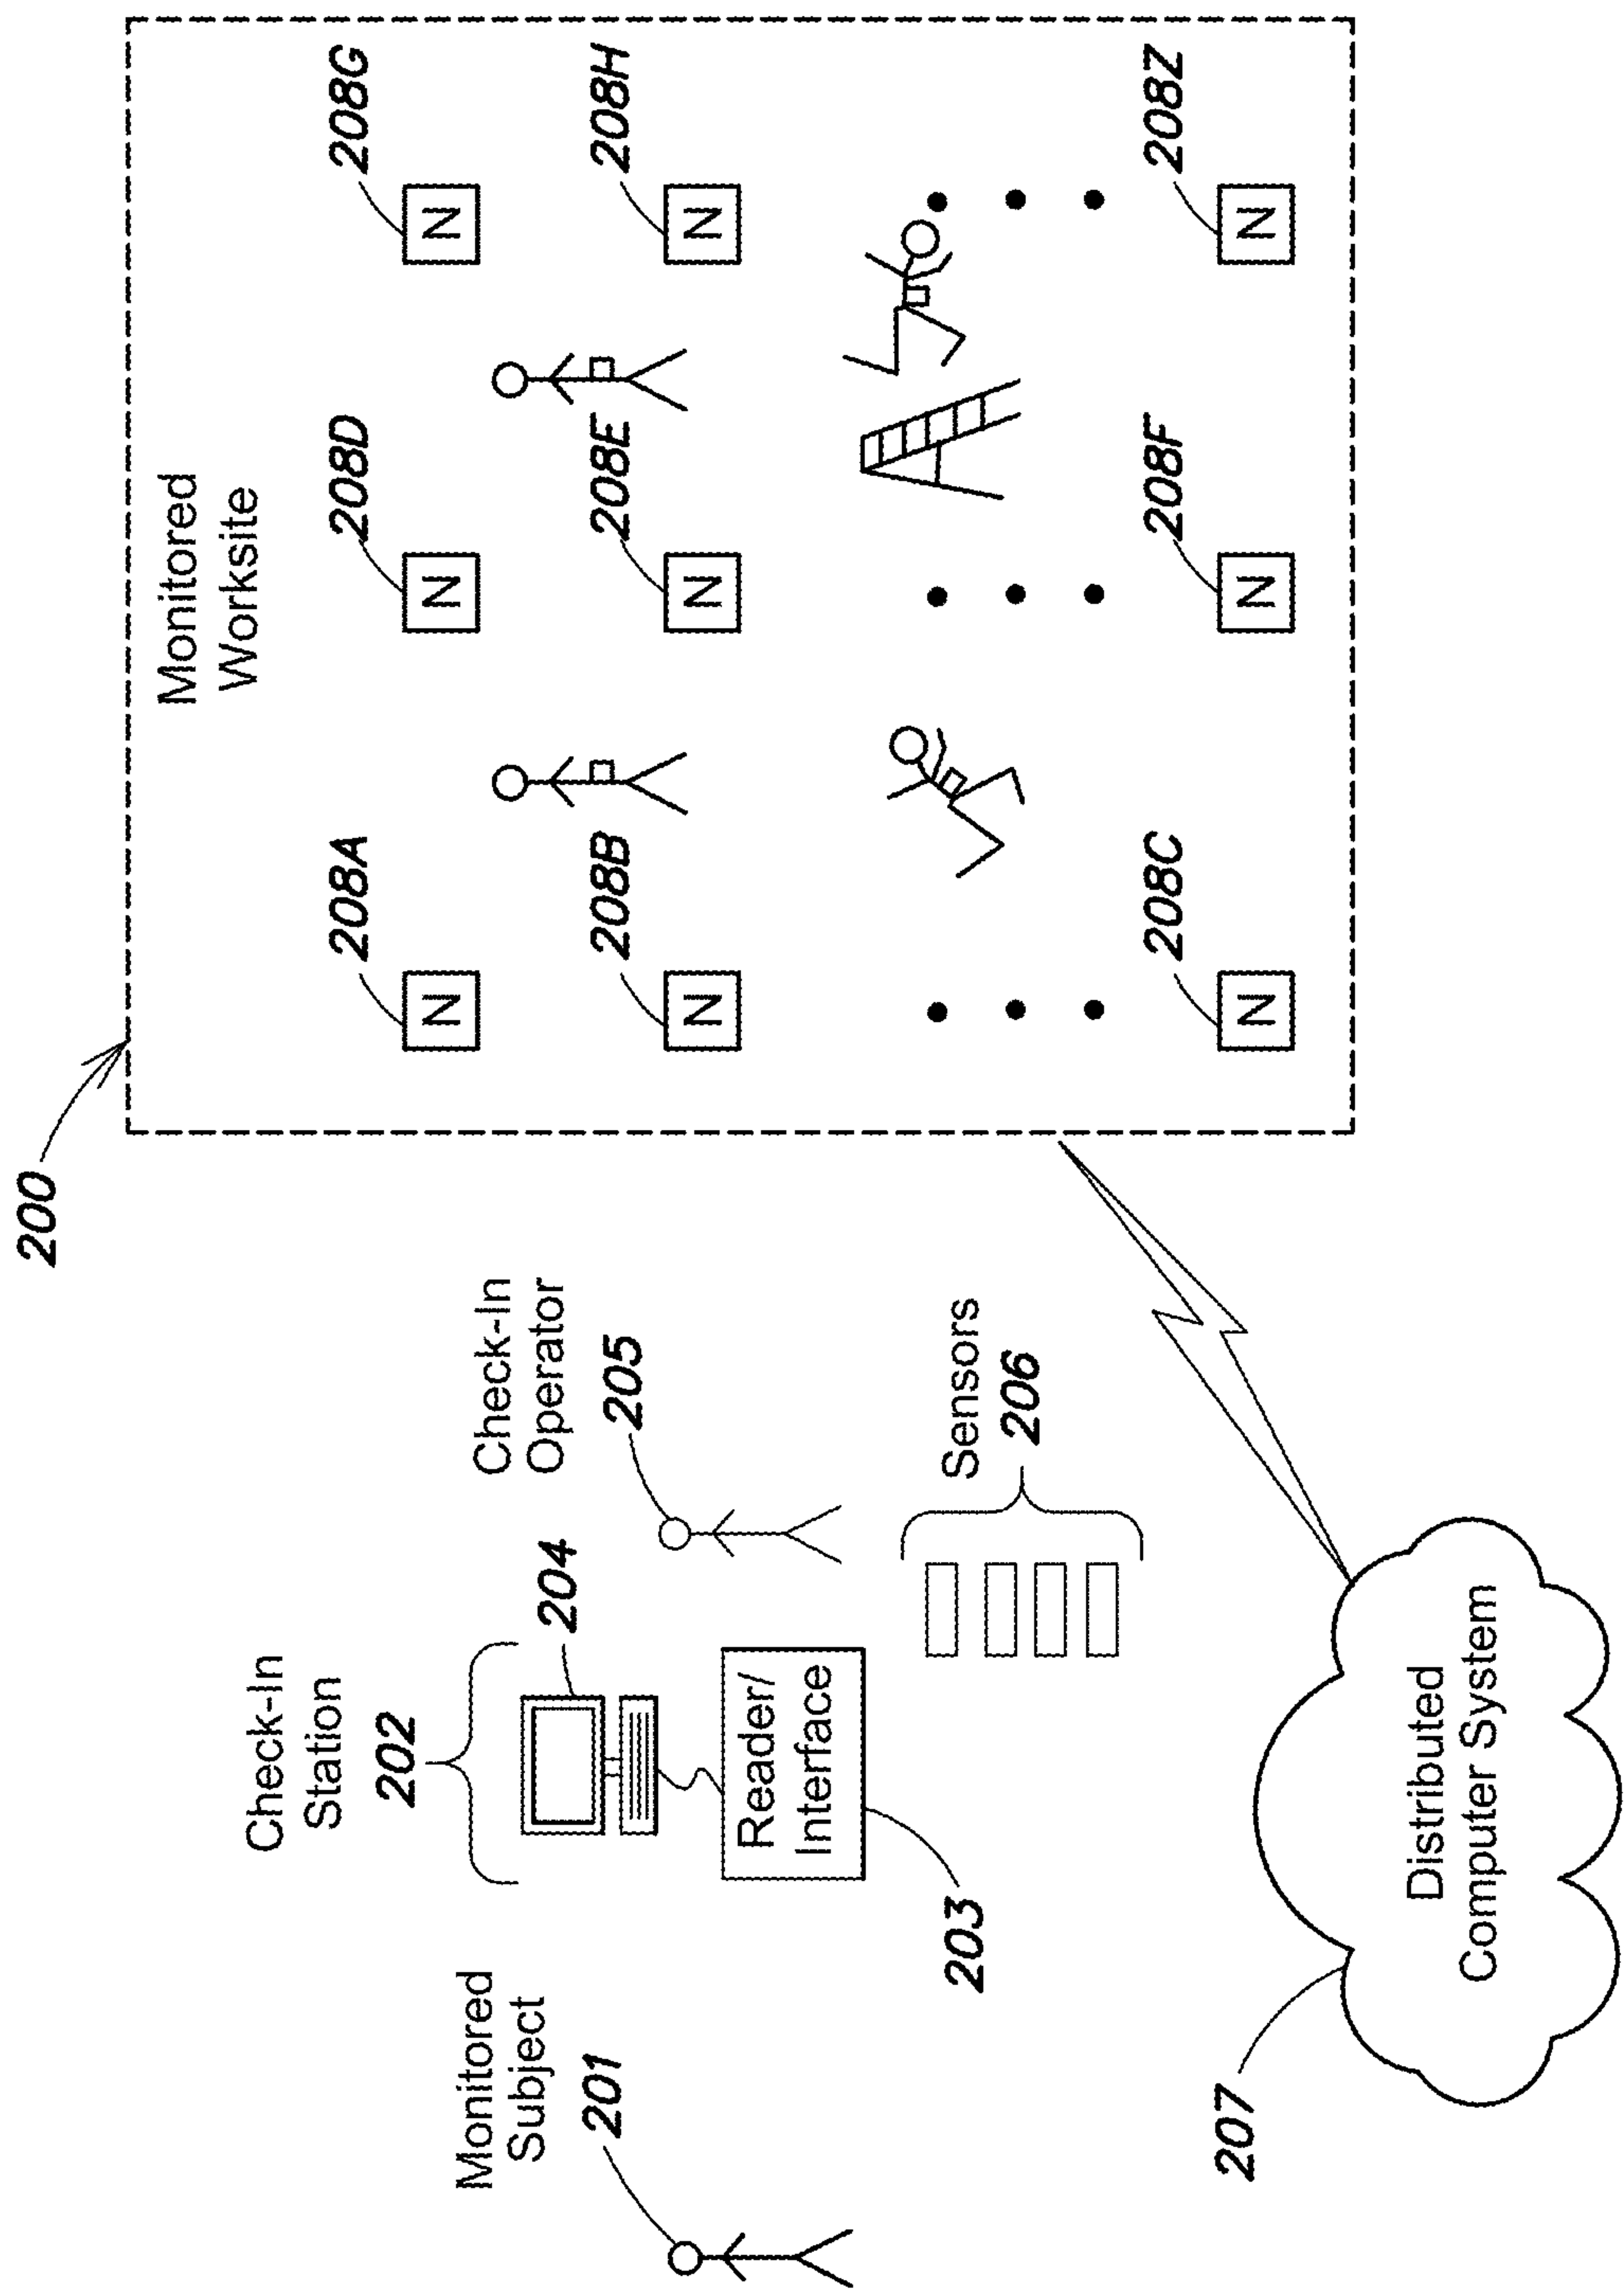 200
Monitored
Worksite
208A
208D
208G
N
N
N
208B
208E
208H
N
N
N
208C
208F
208Z
N
N
N
Monitored
Subject
201
Check-In
Station
202
204
Reader/
Interface
203
Check-In
Operator
205
Sensors
206
207
Distributed
Computer System